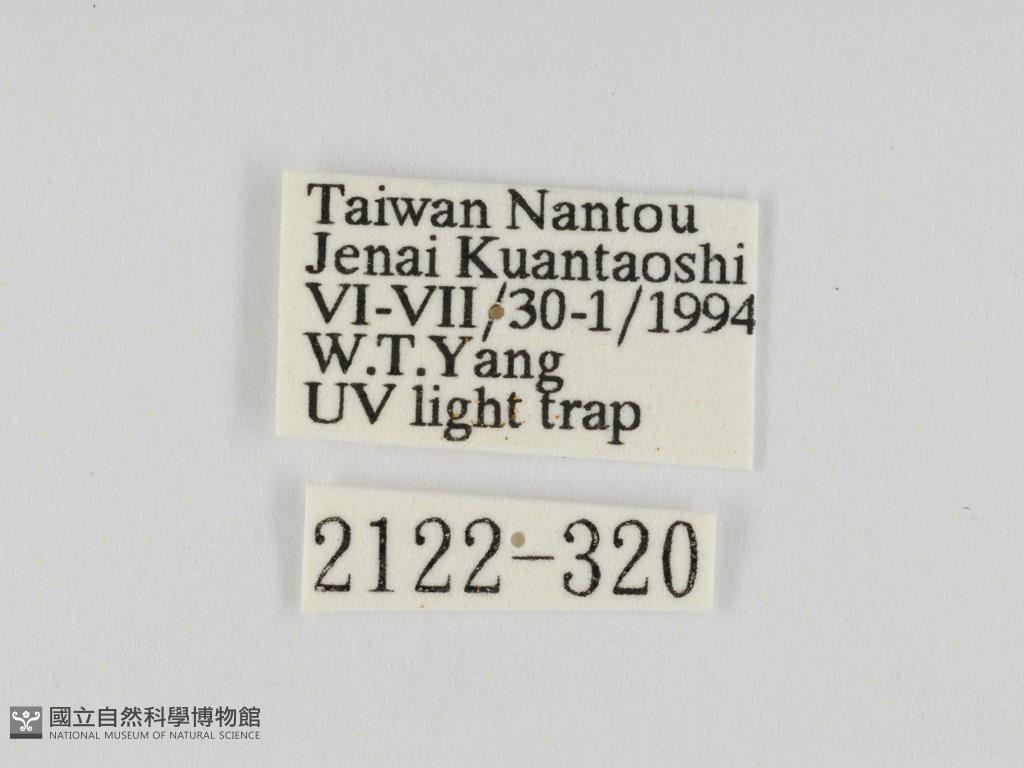 Taiwan Nantou
Jenai Kuantaoshi
VI-VII/30-1/1994
W.T.Yang
UV light trap
2122-320
國立自然科學博物館
NATIONAL MUSEUM OF NATURAL SCIENCE